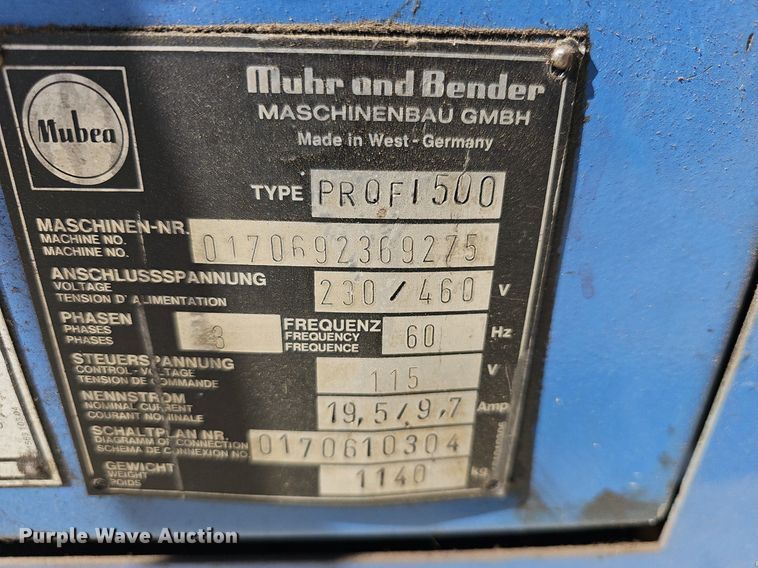 Mubea
Muhr and Bender
MASCHINENBAU GMBH
Made in West - Germany
TYPE PROFI 500
MASCHINEN-NR. 0170692369275
MACHINE NO.
MACHINE NO.
ANSCHLUSSSPANNUNG 230/460 V
VOLTAGE
TENSION D'ALIMENTATION
PHASEN 3 FREQUENZ 60 Hz
PHASES FREQUENCY
PHASES FREQUENCE
STEUERSPANNUNG 115 V
CONTROL-VOLTAGE
TENSION DE COMMANDE
NENNSTROM 19,5/9,7 Amp
NOMINAL CURRENT
COURANT NOMINALE
SCHALTPLAN NR. 0170610304
DIAGRAMM OF CONNECTION
SCHEMA DE CONNEXION NO.
GEWICHT 1140 kg
WEIGHT
POIDS
Purple Wave Auction